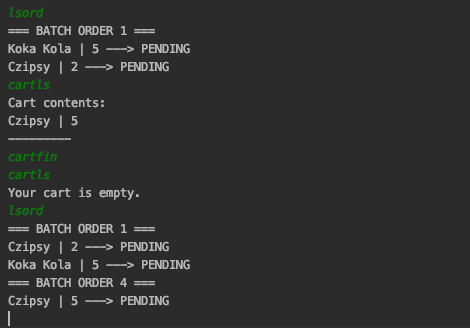 lsord
=== BATCH ORDER 1 ===
Koka Kola | 5 ---> PENDING
Czipsy | 2 ---> PENDING
cartls
Cart contents:
Czipsy | 5
---------
cartfin
cartls
Your cart is empty.
lsord
=== BATCH ORDER 1 ===
Czipsy | 2 ---> PENDING
Koka Kola | 5 ---> PENDING
=== BATCH ORDER 4 ===
Czipsy | 5 ---> PENDING